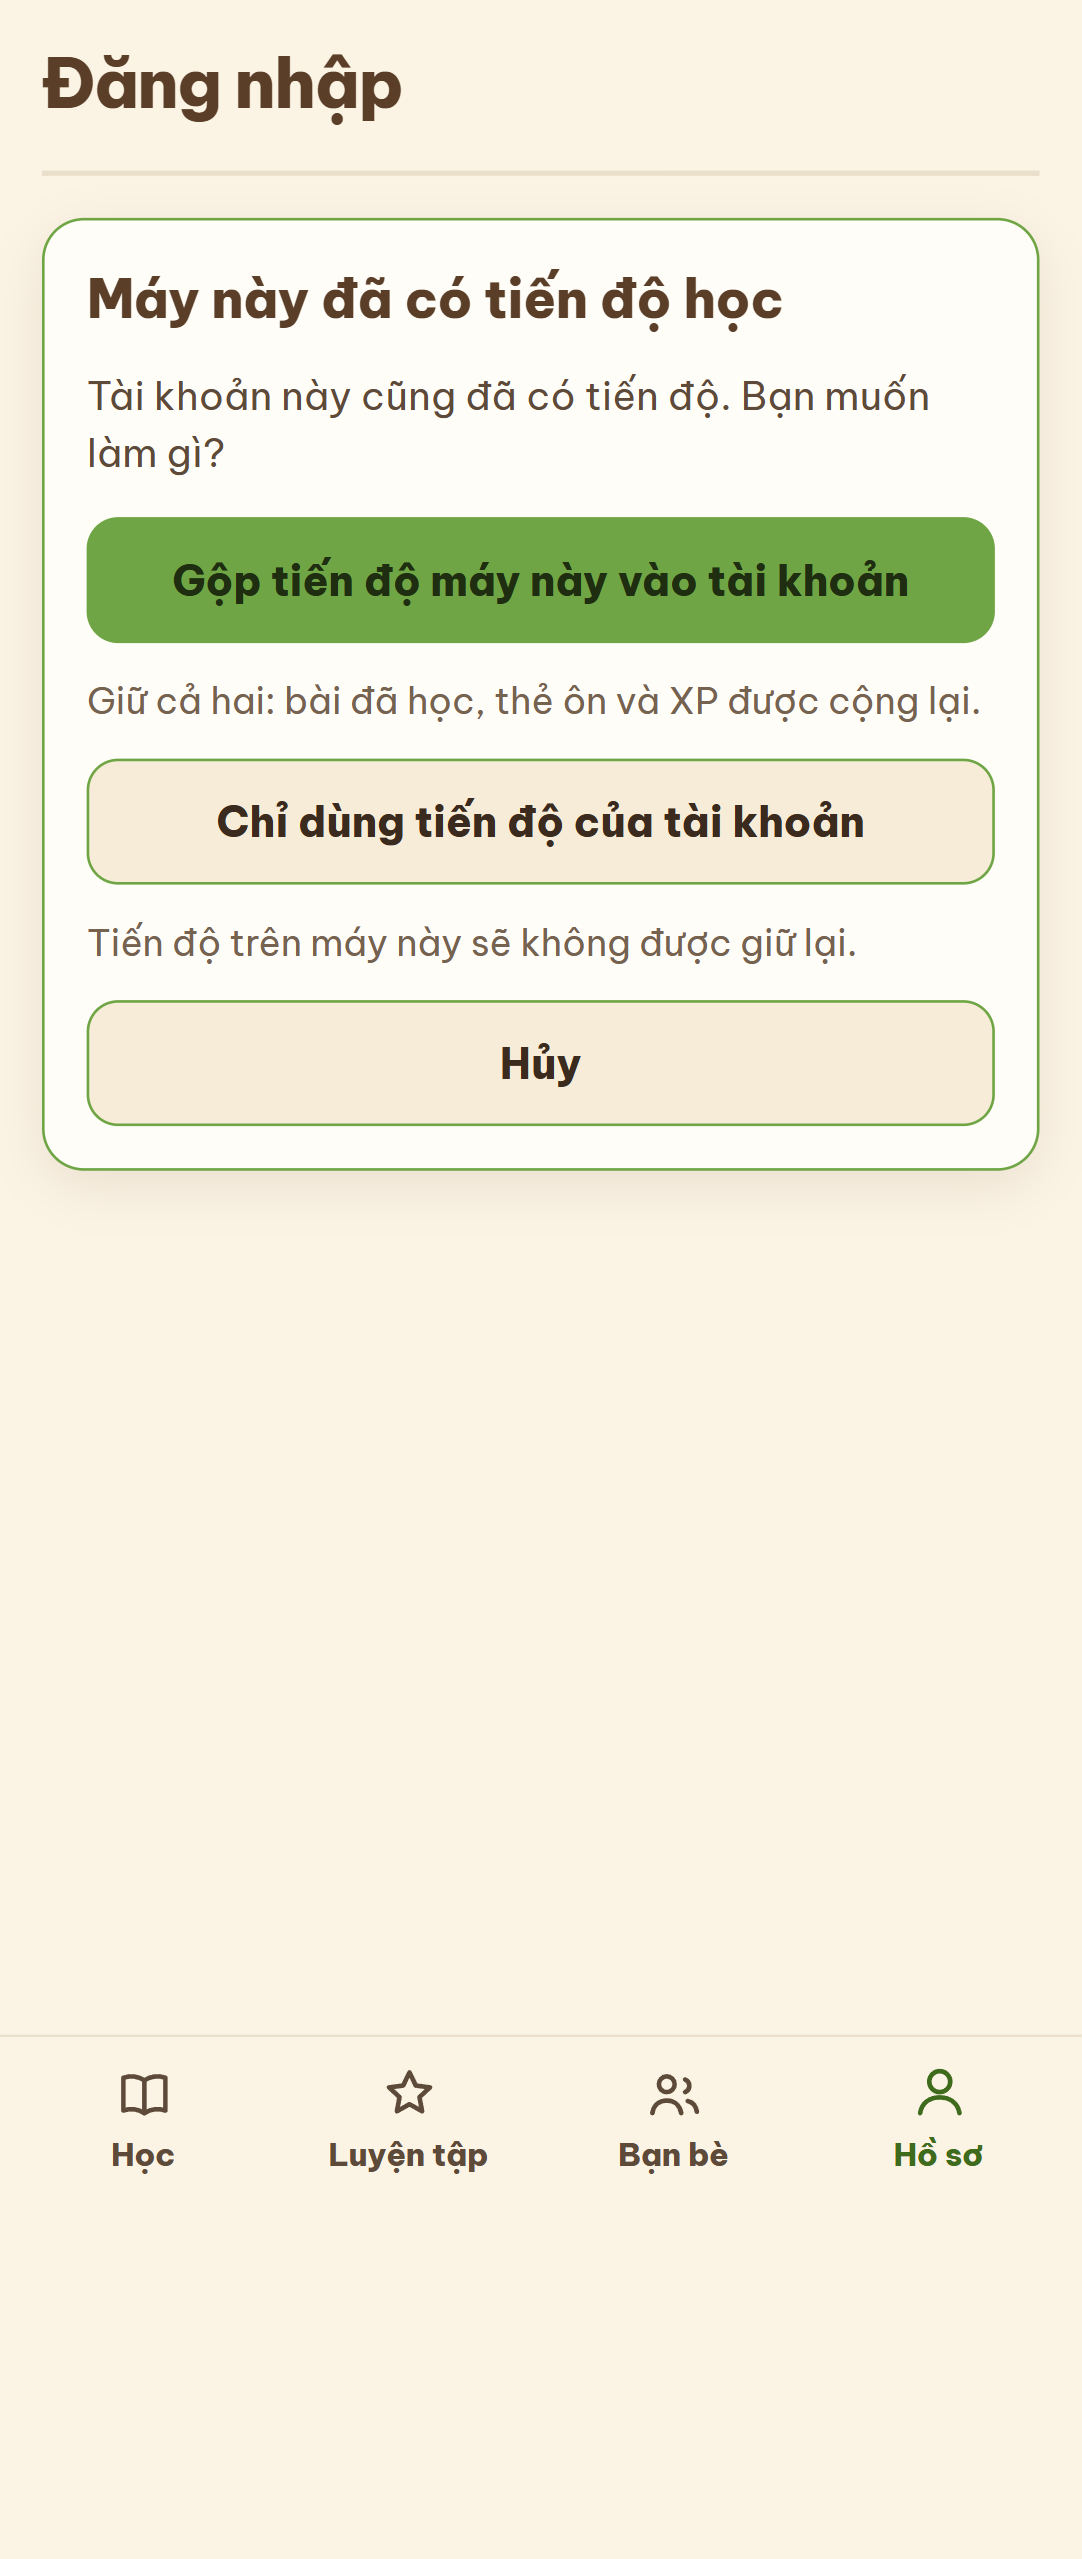 Đăng nhập
Máy này đã có tiến độ học
Tài khoản này cũng đã có tiến độ. Bạn muốn
làm gì?
Gộp tiến độ máy này vào tài khoản
Giữ cả hai: bài đã học, thẻ ôn và XP được cộng lại.
Chỉ dùng tiến độ của tài khoản
Tiến độ trên máy này sẽ không được giữ lại.
Hủy
Học
Luyện tập
Bạn bè
Hồ sơ